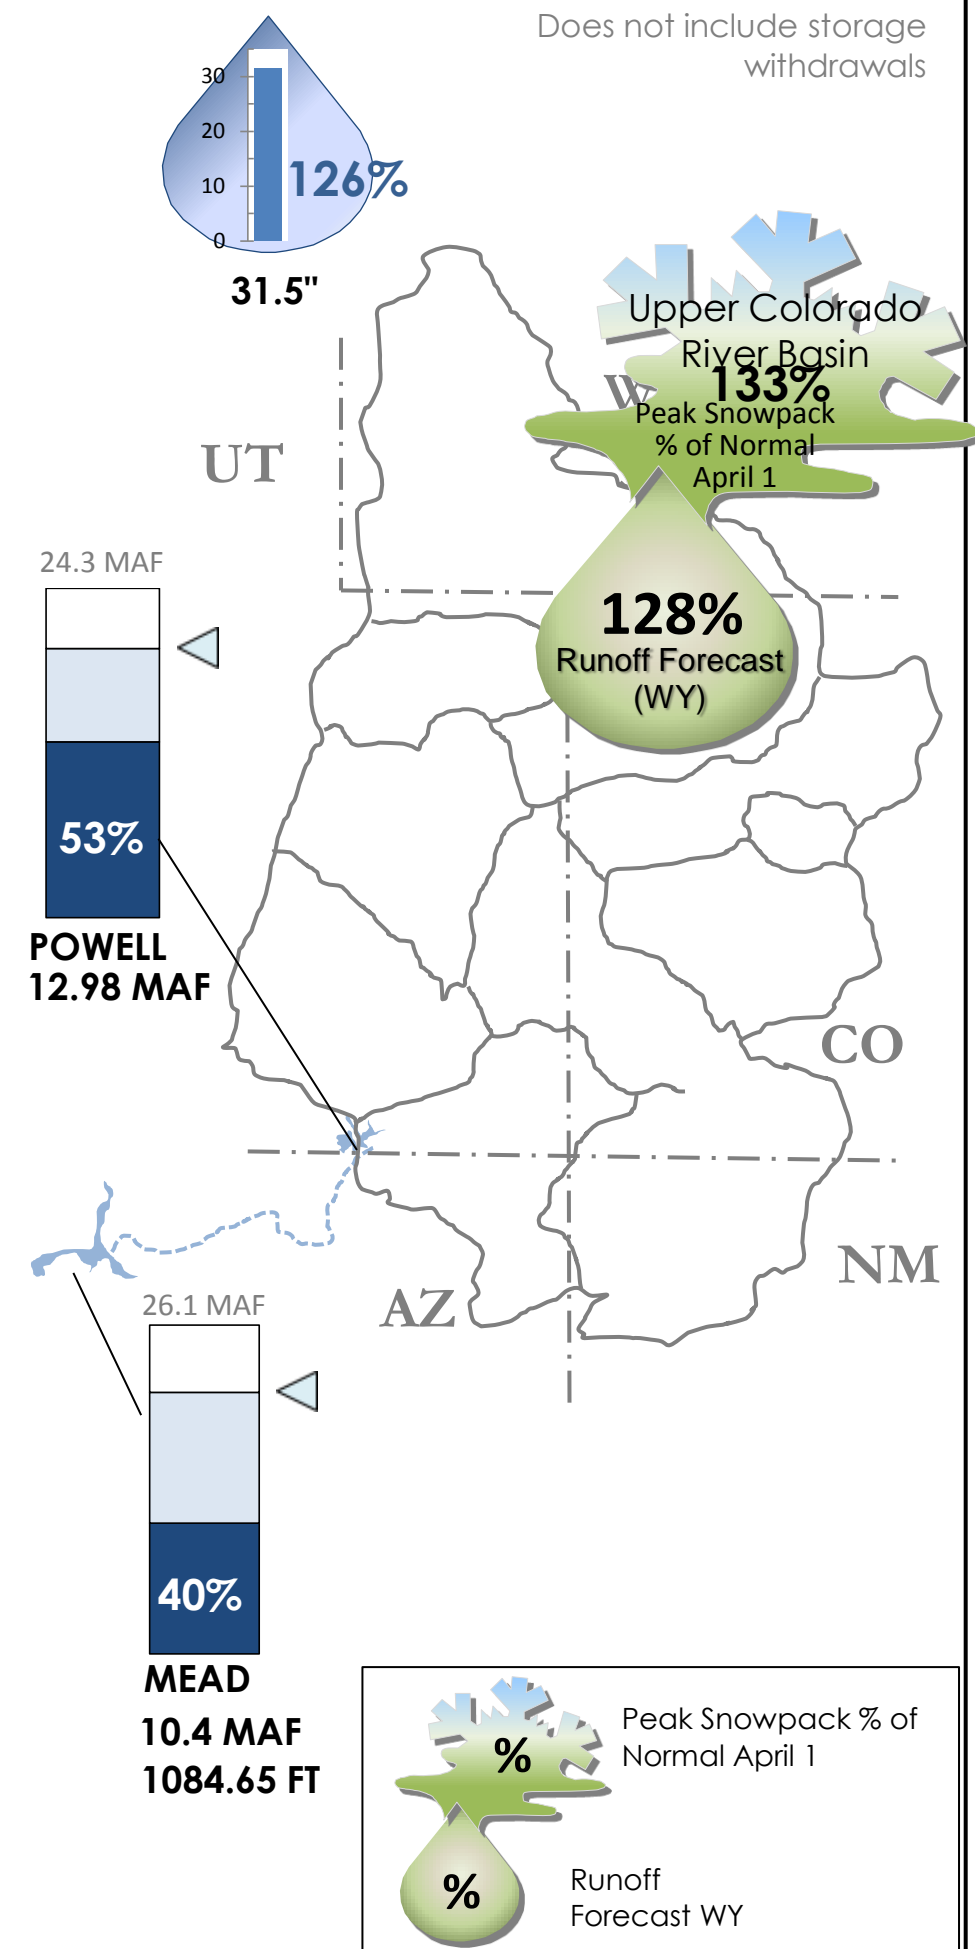 Does not include storage
withdrawals
30
20
10
0
126%
31.5"
Upper Colorado
River Basin
133%
Peak Snowpack
% of Normal
April 1
UT
W
24.3 MAF
128%
Runoff Forecast
(WY)
53%
POWELL
12.98 MAF
CO
NM
AZ
26.1 MAF
40%
MEAD
10.4 MAF
1084.65 FT
%
Peak Snowpack % of
Normal April 1
%
Runoff
Forecast WY